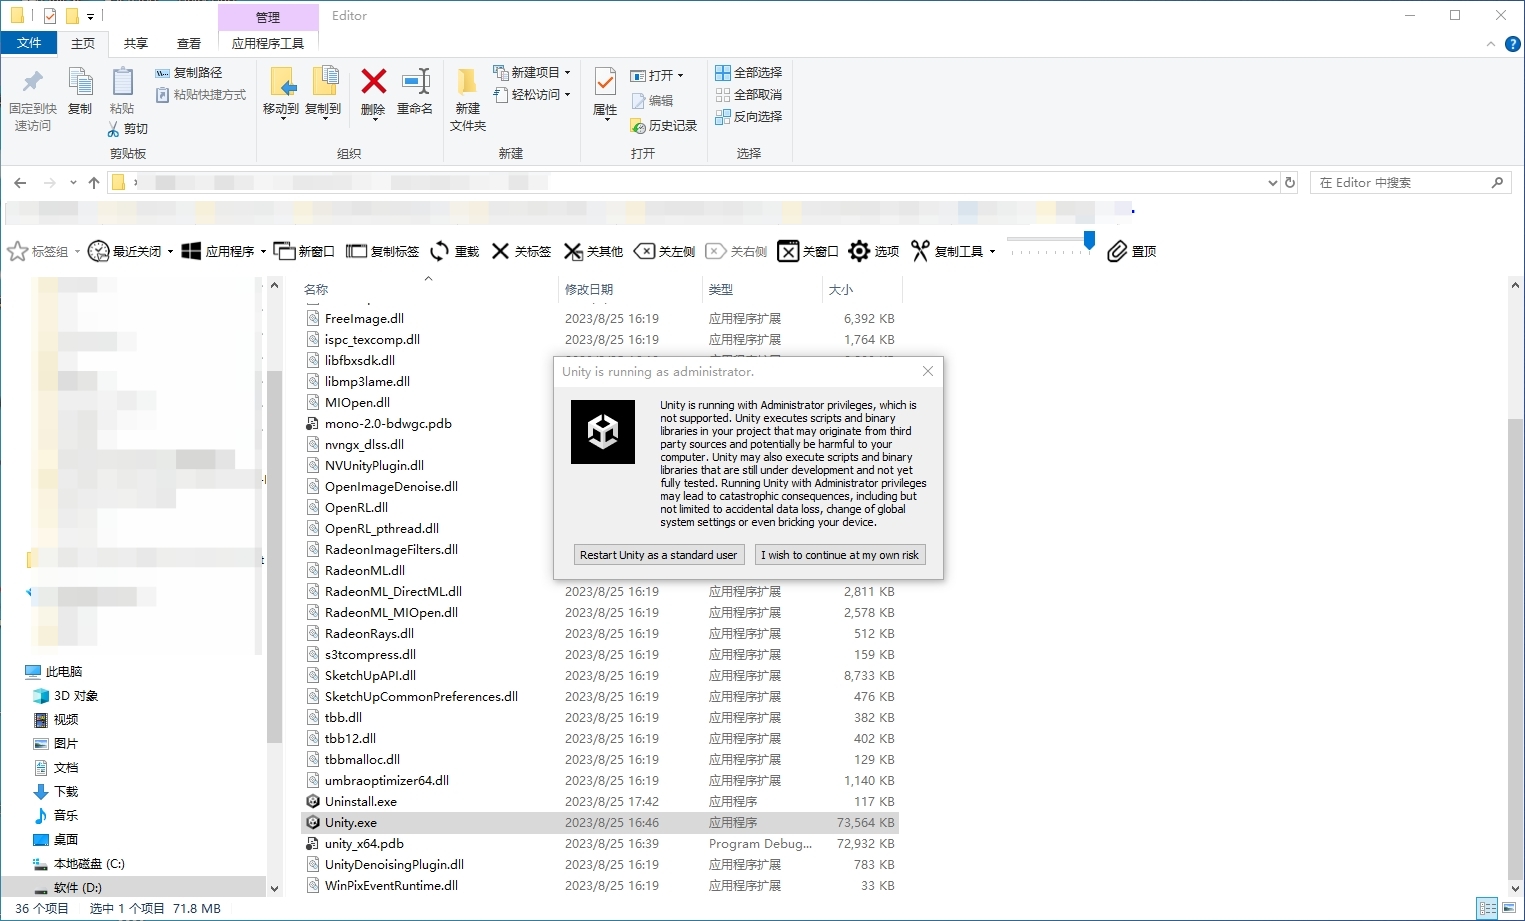 管理
Editor
文件
主页
共享
查看
应用程序工具
固定到快
速访问
复制
粘贴
复制路径
粘贴快捷方式
剪切
剪贴板
移动到
复制到
删除
重命名
组织
新建
文件夹
新建项目
轻松访问
新建
属性
打开
编辑
历史记录
打开
全部选择
全部取消
反向选择
选择
在 Editor 中搜索
标签组
最近关闭
应用程序
新窗口
复制标签
重载
关标签
关其他
关左侧
关右侧
关窗口
选项
复制工具
置顶
名称 修改日期 类型 大小
FreeImage.dll 2023/8/25 16:19 应用程序扩展 6,392 KB
ispc_texcomp.dll 2023/8/25 16:19 应用程序扩展 1,764 KB
libfbxsdk.dll
libmp3lame.dll
MIOpen.dll
mono-2.0-bdwgc.pdb
nvngx_dlss.dll
NVUnityPlugin.dll
OpenImageDenoise.dll
OpenRL.dll
OpenRL_pthread.dll
RadeonImageFilters.dll
RadeonML.dll
RadeonML_DirectML.dll 2023/8/25 16:19 应用程序扩展 2,811 KB
RadeonML_MIOpen.dll 2023/8/25 16:19 应用程序扩展 2,578 KB
RadeonRays.dll 2023/8/25 16:19 应用程序扩展 512 KB
s3tcompress.dll 2023/8/25 16:19 应用程序扩展 159 KB
SketchUpAPI.dll 2023/8/25 16:19 应用程序扩展 8,733 KB
SketchUpCommonPreferences.dll 2023/8/25 16:19 应用程序扩展 476 KB
tbb.dll 2023/8/25 16:19 应用程序扩展 382 KB
tbb12.dll 2023/8/25 16:19 应用程序扩展 402 KB
tbbmalloc.dll 2023/8/25 16:19 应用程序扩展 129 KB
umbraoptimizer64.dll 2023/8/25 16:19 应用程序扩展 1,140 KB
Uninstall.exe 2023/8/25 17:42 应用程序 117 KB
Unity.exe 2023/8/25 16:46 应用程序 73,564 KB
unity_x64.pdb 2023/8/25 16:39 Program Debug... 72,932 KB
UnityDenoisingPlugin.dll 2023/8/25 16:19 应用程序扩展 783 KB
WinPixEventRuntime.dll 2023/8/25 16:19 应用程序扩展 33 KB
Unity is running as administrator.
Unity is running with Administrator privileges, which is
not supported. Unity executes scripts and binary
libraries in your project that may originate from third
party sources and potentially be harmful to your
computer. Unity may also execute scripts and binary
libraries that are still under development and not yet
fully tested. Running Unity with Administrator privileges
may lead to catastrophic consequences, including but
not limited to accidental data loss, change of global
system settings or even bricking your device.
Restart Unity as a standard user
I wish to continue at my own risk
此电脑
3D 对象
视频
图片
文档
下载
音乐
桌面
本地磁盘 (C:)
软件 (D:)
36 个项目 选中 1 个项目 71.8 MB